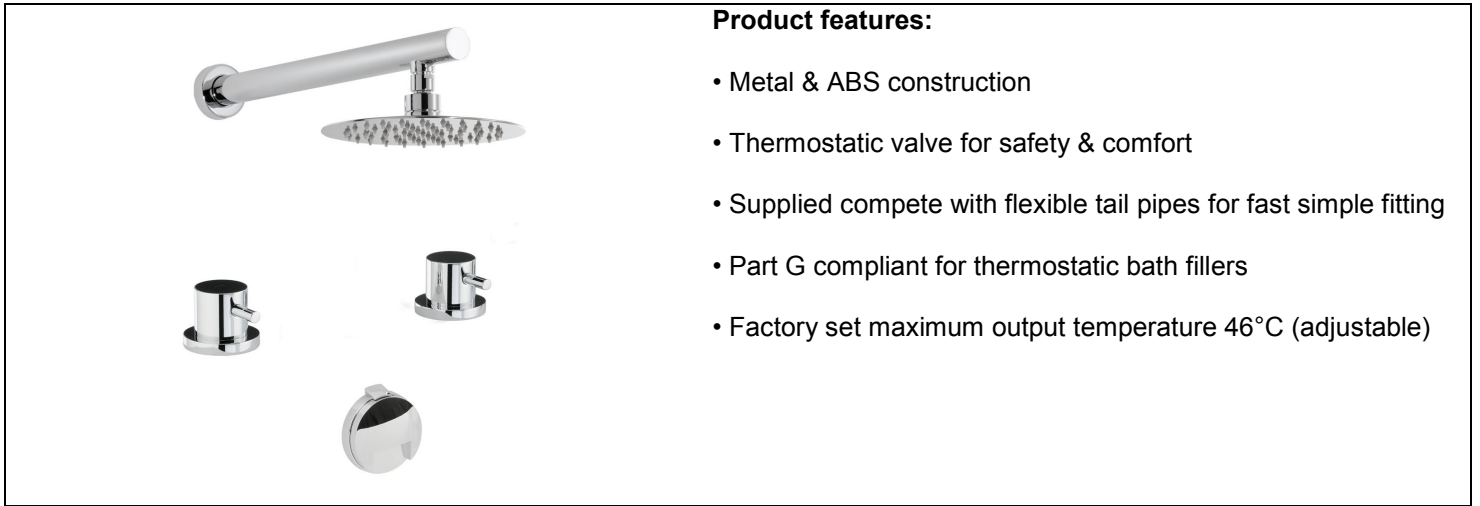 Product features:
• Metal & ABS construction
• Thermostatic valve for safety & comfort
• Supplied compete with flexible tail pipes for fast simple fitting
• Part G compliant for thermostatic bath fillers
• Factory set maximum output temperature 46°C (adjustable)